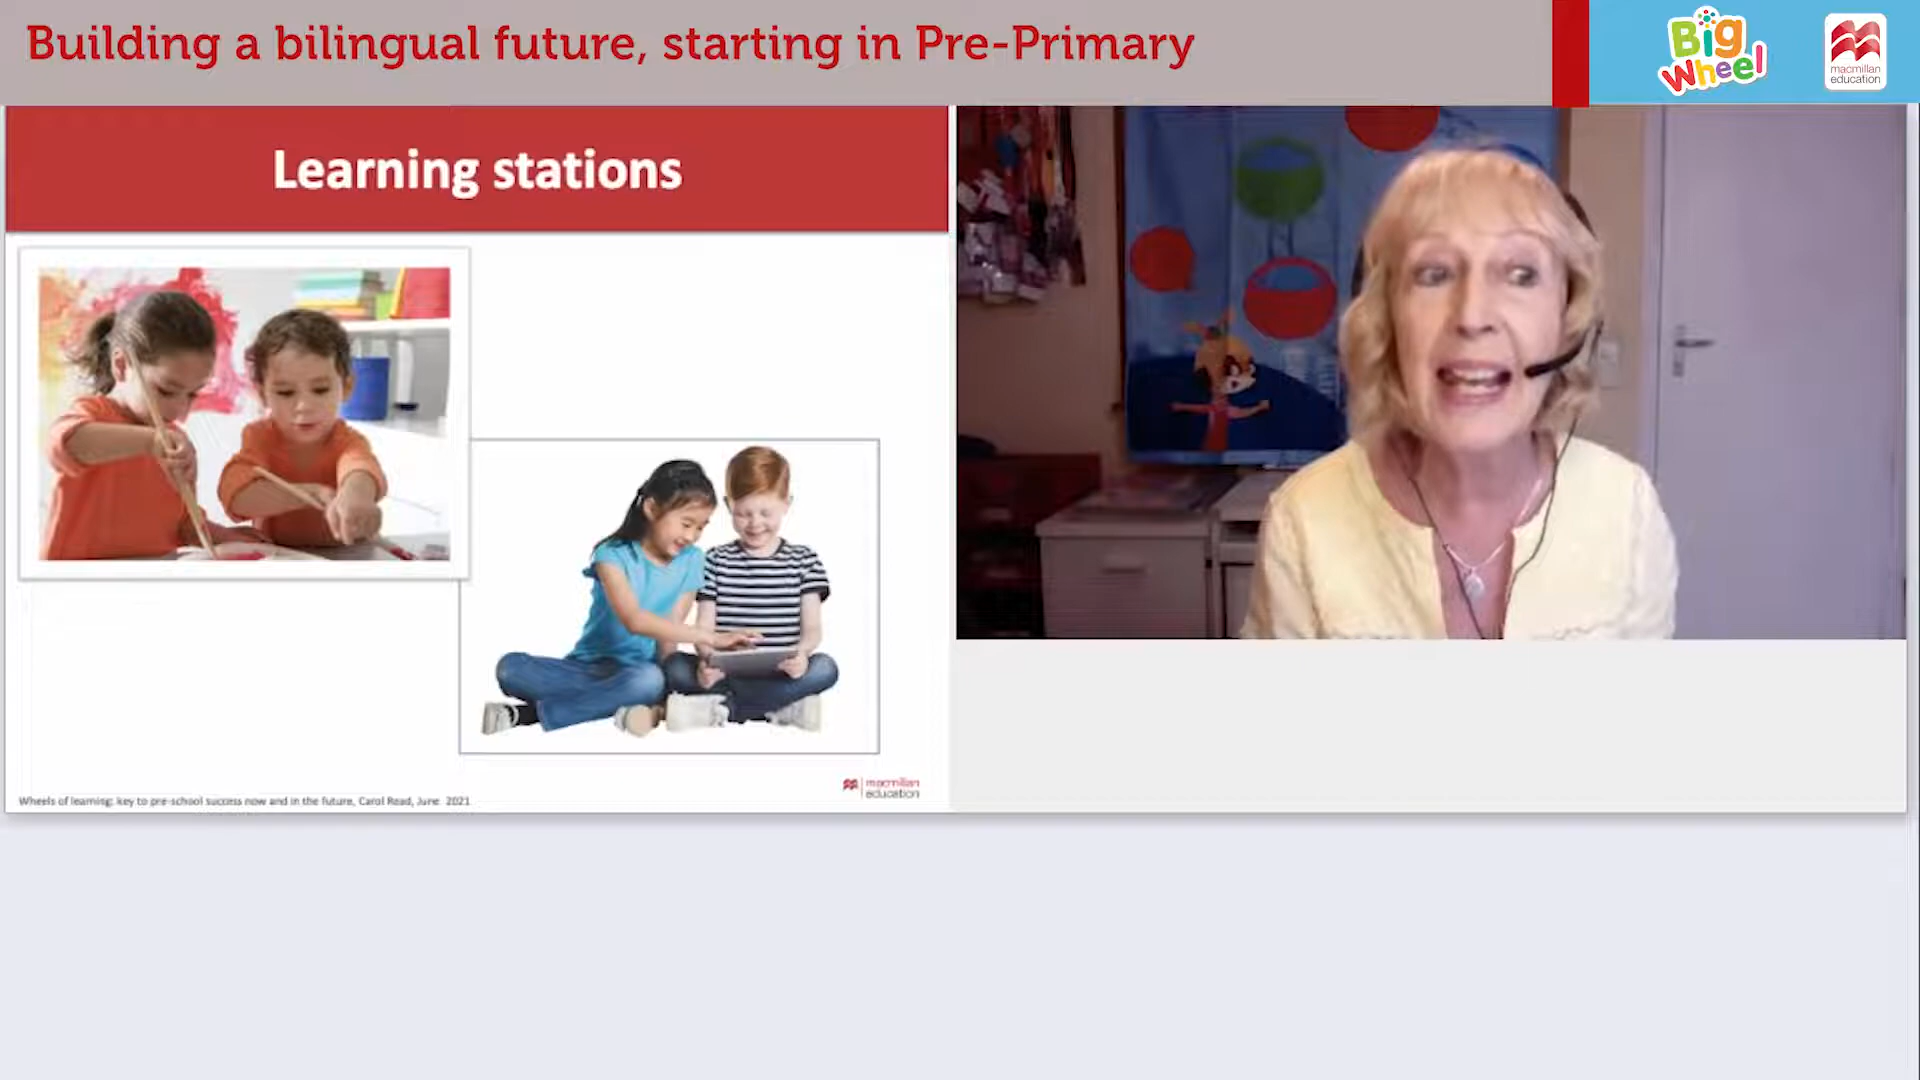 Building a bilingual future, starting in Pre-Primary
Big
Wheel
macmillan
education
Learning stations
macmillan
education
Wheels of learning: key to pre-school success now and in the future, Carol Read, June 2021